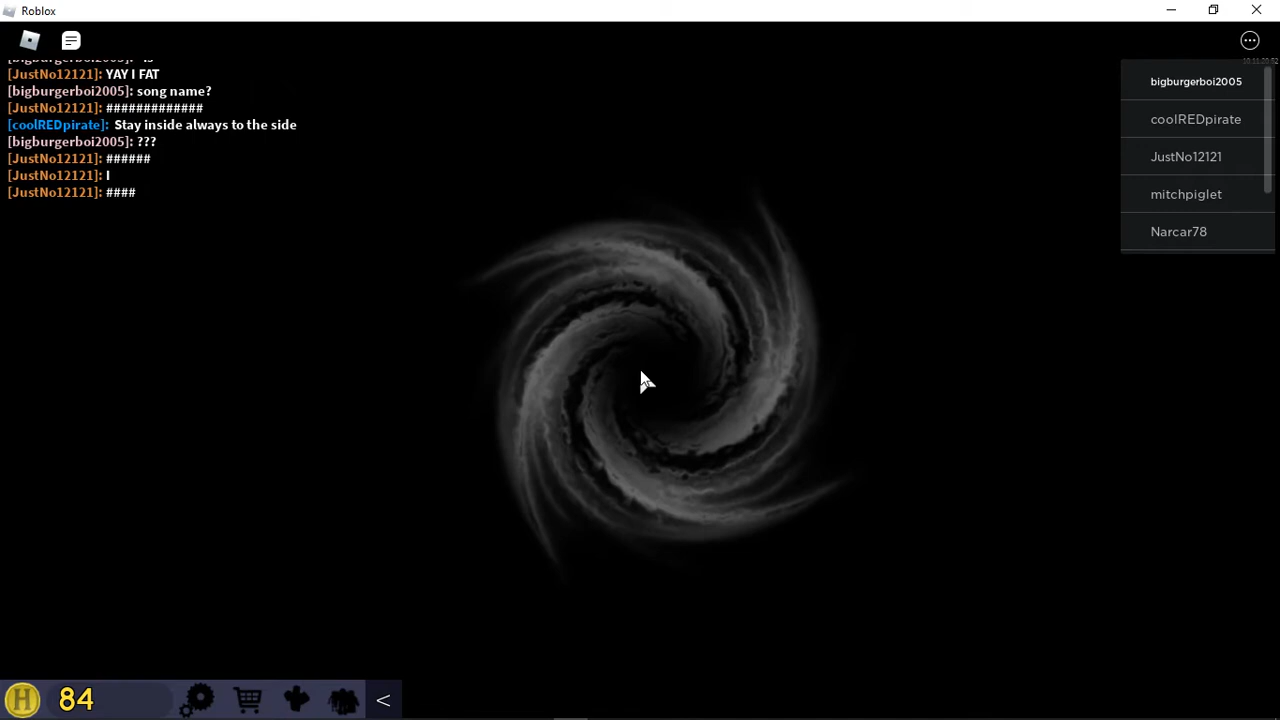 Roblox
[JustNo12121]: YAY I FAT
[bigburgerboi2005]: song name?
[JustNo12121]: #############
[coolREDpirate]: Stay inside always to the side
[bigburgerboi2005]: ???
[JustNo12121]: ######
[JustNo12121]: I
[JustNo12121]: ####
bigburgerboi2005
coolREDpirate
JustNo12121
mitchpiglet
Narcar78
H 84
<